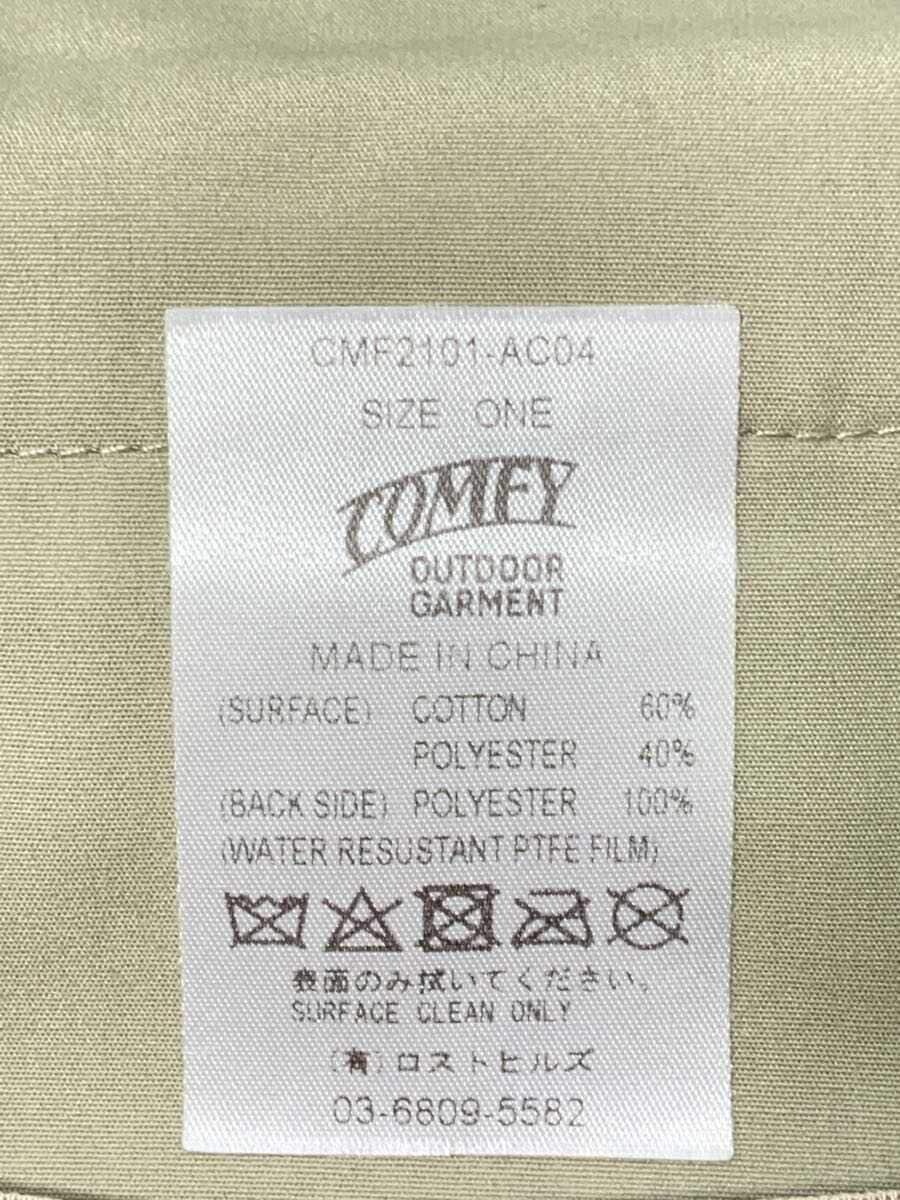 CMF2101-AC04
SIZE ONE
COMFY
OUTDOOR
GARMENT
MADE IN CHINA
(SURFACE) COTTON 60%
POLYESTER 40%
(BACK SIDE) POLYESTER 100%
(WATER RESUSTANT PTFE FILM)
表面のみ拭いてください。
SURFACE CLEAN ONLY
(有)ロストヒルズ
03-6809-5582